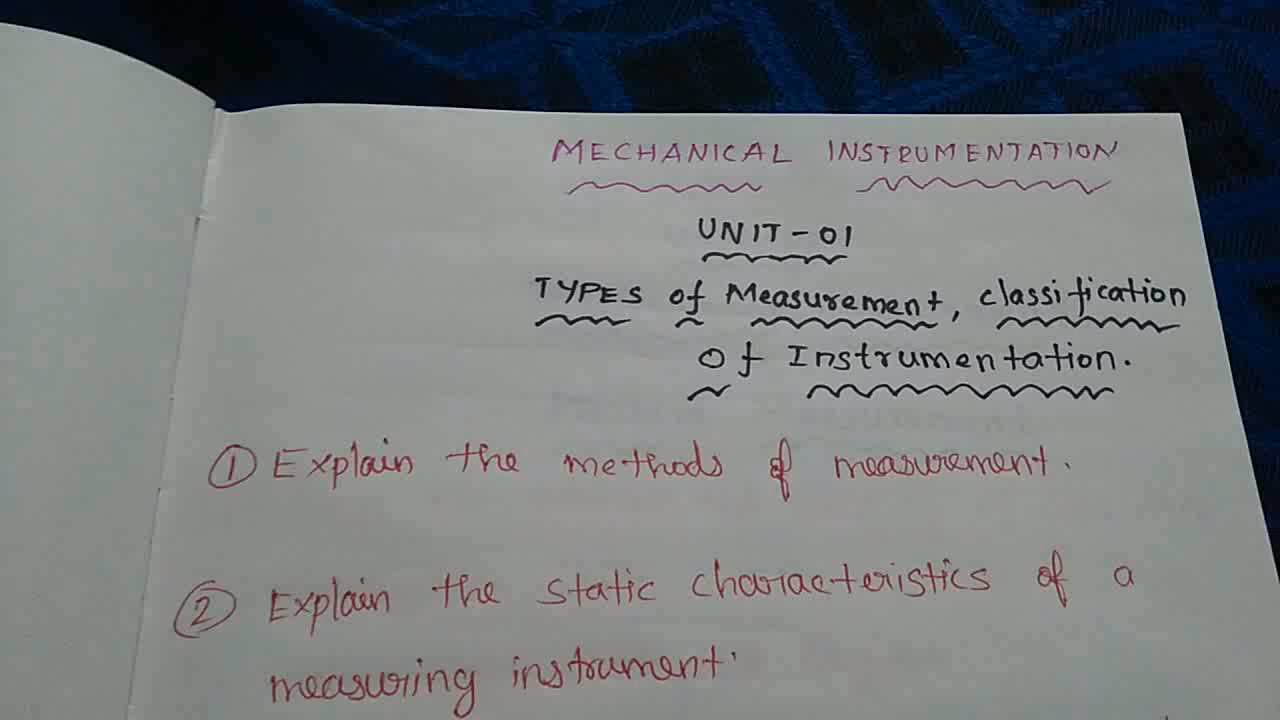 MECHANICAL INSTRUMENTATION
UNIT-01
TYPES of Measurement, classification
Of Instrumentation.
① Explain the methods of measurement.
② Explain the static characteristics of a
measuring instrument.